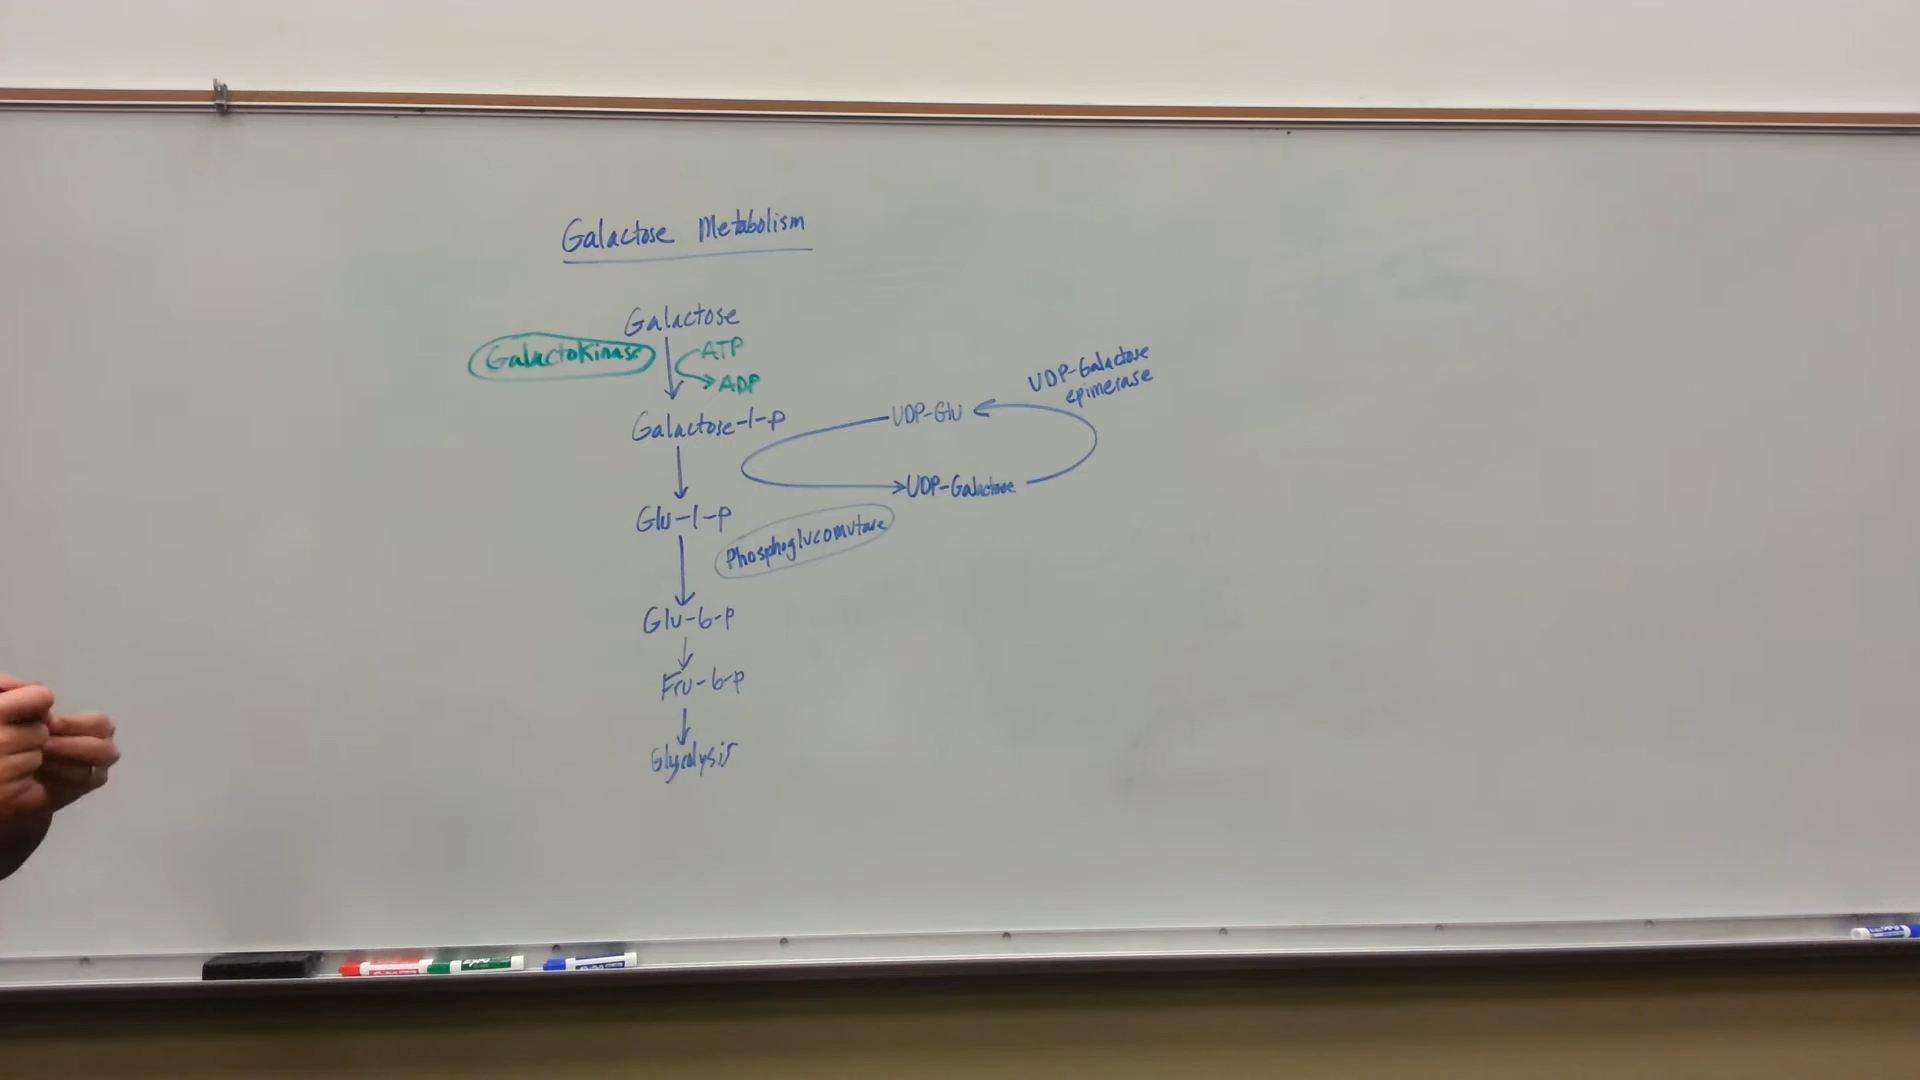 Galactose Metabolism
Galactose
Galactokinase
ATP
ADP
Galactose-1-P
UDP-Glu
UDP-Galactose
epimerase
UDP-Galactose
Glu-1-P
Phosphoglucomutase
Glu-6-P
Fru-6-P
Glycolysis
EXPO